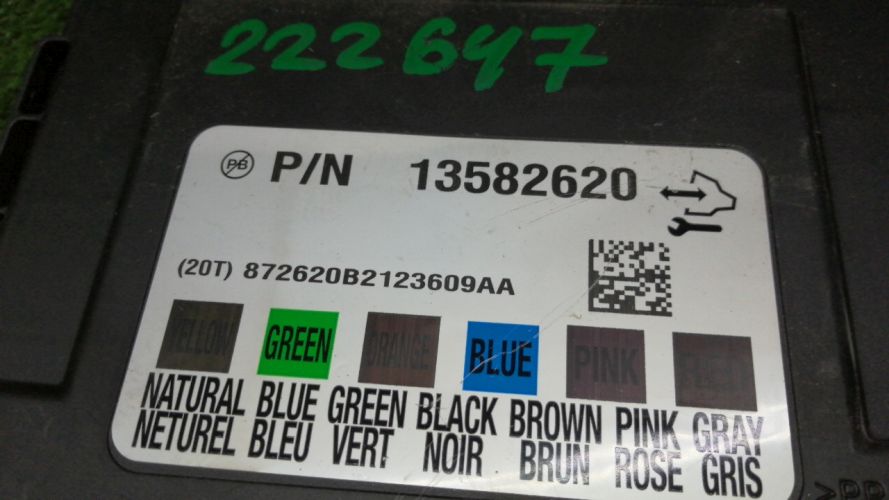 222647
PB P/N 13582620
(20T) 872620B2123609AA
YELLOW GREEN ORANGE BLUE PINK
NATURAL BLUE GREEN BLACK BROWN PINK GRAY
NETUREL BLEU VERT NOIR BRUN ROSE GRIS